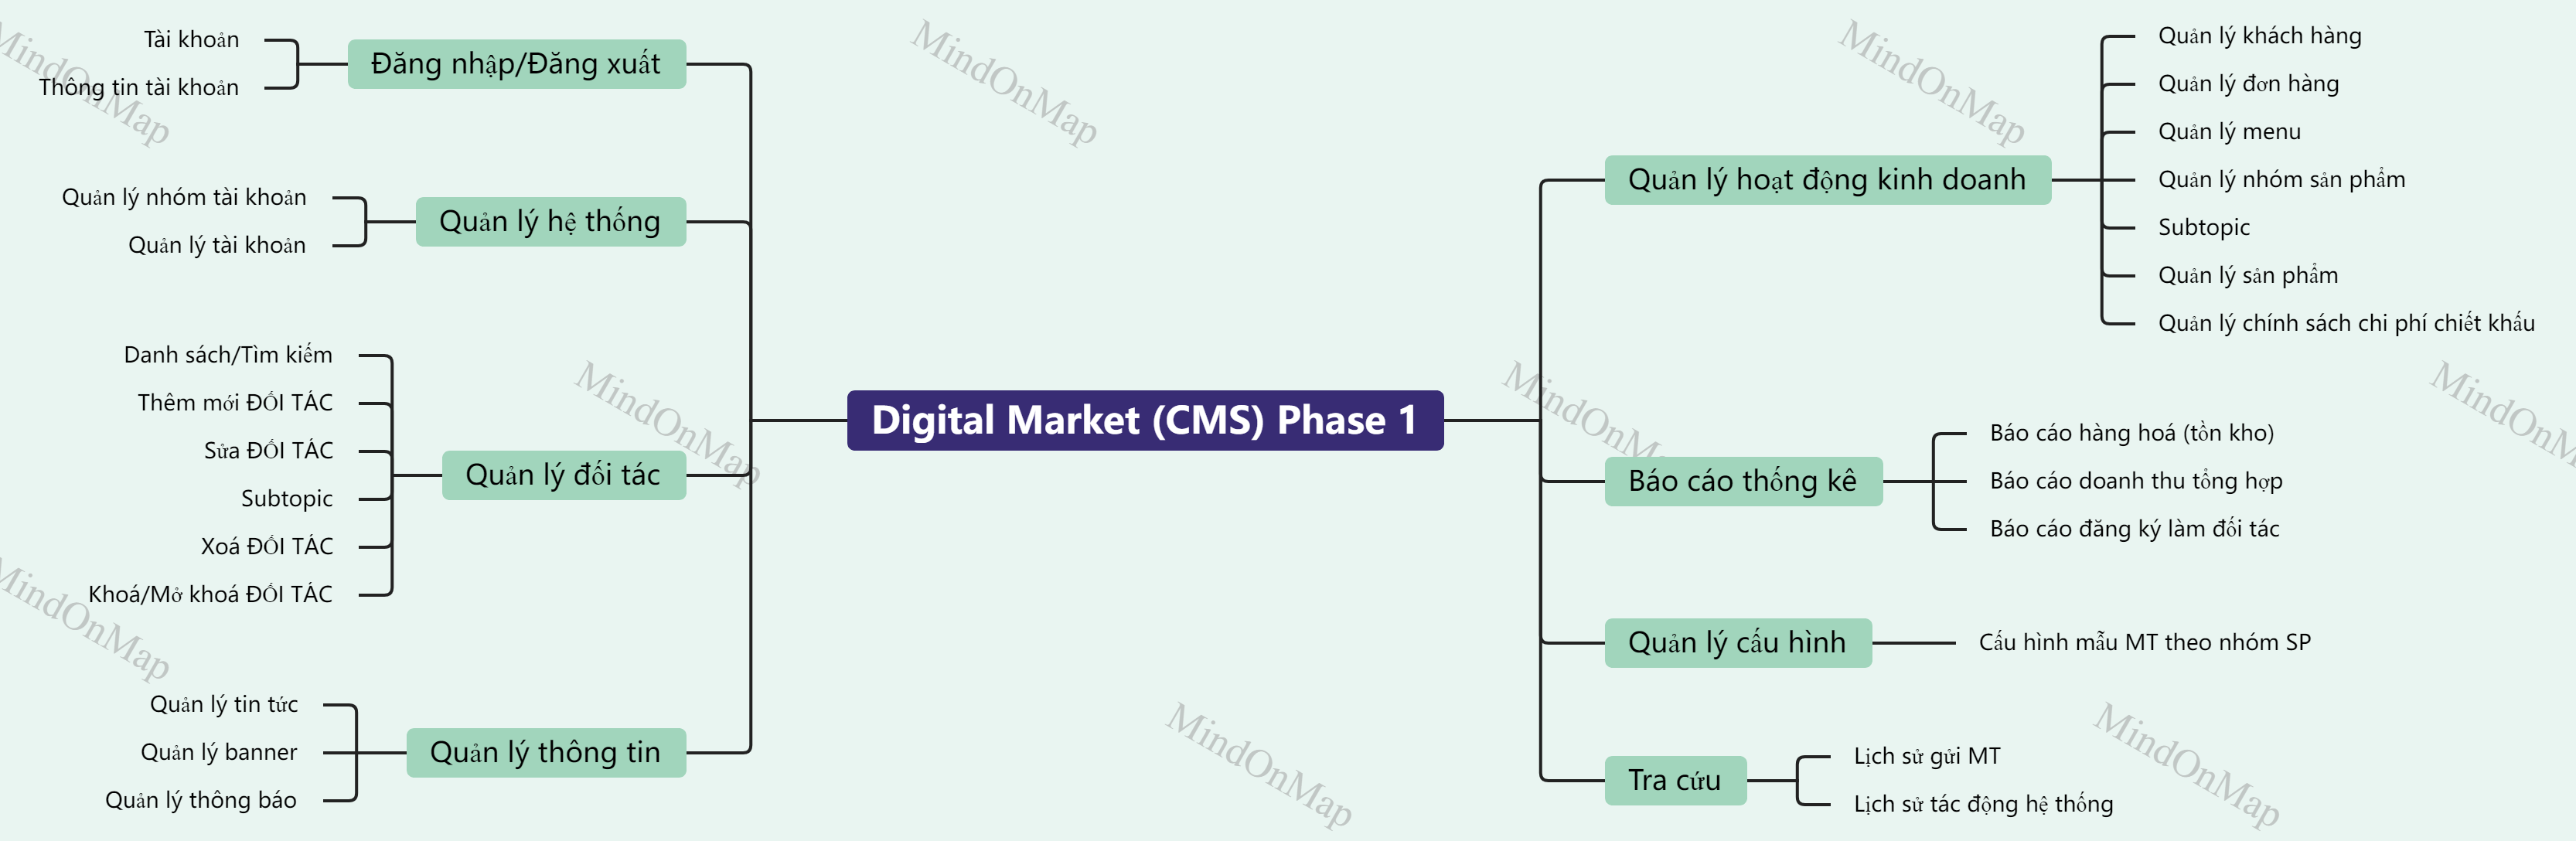 Tài khoản
Thông tin tài khoản
Đăng nhập/Đăng xuất
Quản lý nhóm tài khoản
Quản lý tài khoản
Quản lý hệ thống
Danh sách/Tìm kiếm
Thêm mới ĐỐI TÁC
Sửa ĐỐI TÁC
Subtopic
Xoá ĐỐI TÁC
Khoá/Mở khoá ĐỐI TÁC
Quản lý đối tác
Quản lý tin tức
Quản lý banner
Quản lý thông báo
Quản lý thông tin
Digital Market (CMS) Phase 1
Quản lý hoạt động kinh doanh
Quản lý khách hàng
Quản lý đơn hàng
Quản lý menu
Quản lý nhóm sản phẩm
Subtopic
Quản lý sản phẩm
Quản lý chính sách chi phí chiết khấu
Báo cáo thống kê
Báo cáo hàng hoá (tồn kho)
Báo cáo doanh thu tổng hợp
Báo cáo đăng ký làm đối tác
Quản lý cấu hình
Cấu hình mẫu MT theo nhóm SP
Tra cứu
Lịch sử gửi MT
Lịch sử tác động hệ thống
MindOnMap
MindOnMap
MindOnMap
MindOnMap
MindOnMap
MindOnMap
MindOnMap
MindOnMap
MindOnMap